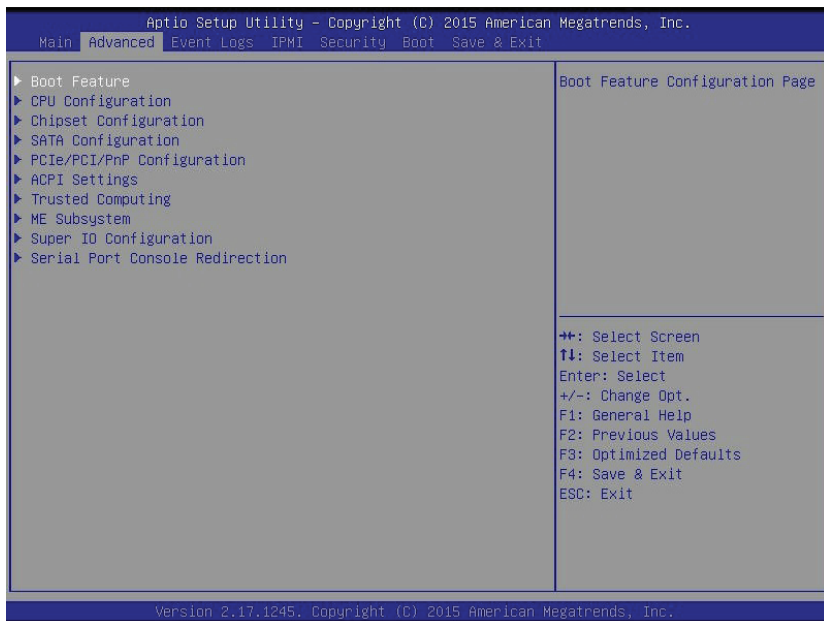 Aptio Setup Utility – Copyright (C) 2015 American Megatrends, Inc.
Main Advanced Event Logs IPMI Security Boot Save & Exit
▶ Boot Feature
▶ CPU Configuration
▶ Chipset Configuration
▶ SATA Configuration
▶ PCIe/PCI/PnP Configuration
▶ ACPI Settings
▶ Trusted Computing
▶ ME Subsystem
▶ Super IO Configuration
▶ Serial Port Console Redirection
Boot Feature Configuration Page
→←: Select Screen
↑↓: Select Item
Enter: Select
+/-: Change Opt.
F1: General Help
F2: Previous Values
F3: Optimized Defaults
F4: Save & Exit
ESC: Exit
Version 2.17.1245. Copyright (C) 2015 American Megatrends, Inc.